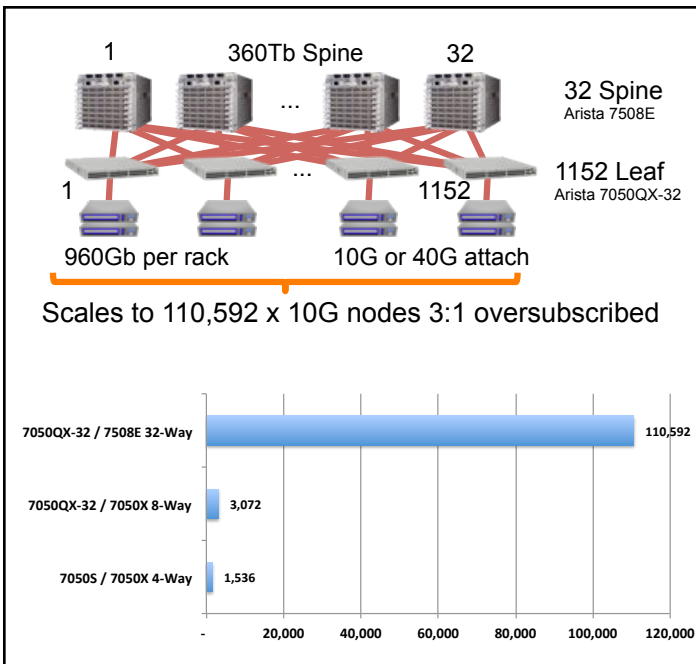 1 360Tb Spine 32
32 Spine
Arista 7508E
...
...
1 1152
1152 Leaf
Arista 7050QX-32
960Gb per rack 10G or 40G attach
Scales to 110,592 x 10G nodes 3:1 oversubscribed
7050QX-32 / 7508E 32-Way 110,592
7050QX-32 / 7050X 8-Way 3,072
7050S / 7050X 4-Way 1,536
- 20,000 40,000 60,000 80,000 100,000 120,000